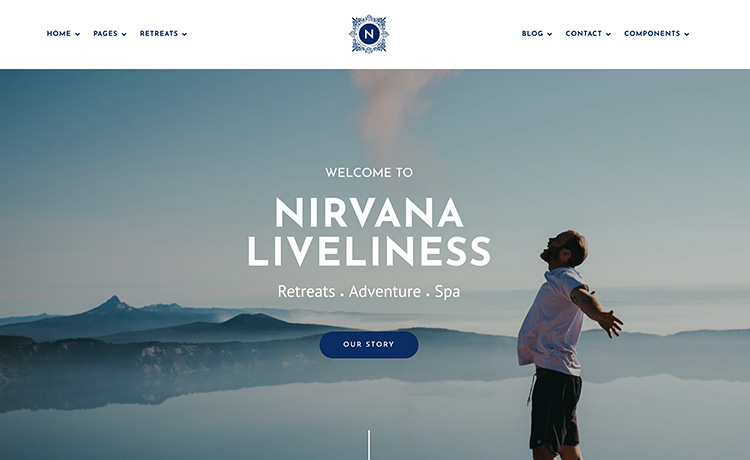 HOME PAGES RETREATS N BLOG CONTACT COMPONENTS
WELCOME TO
NIRVANA
LIVELINESS
Retreats . Adventure . Spa
OUR STORY